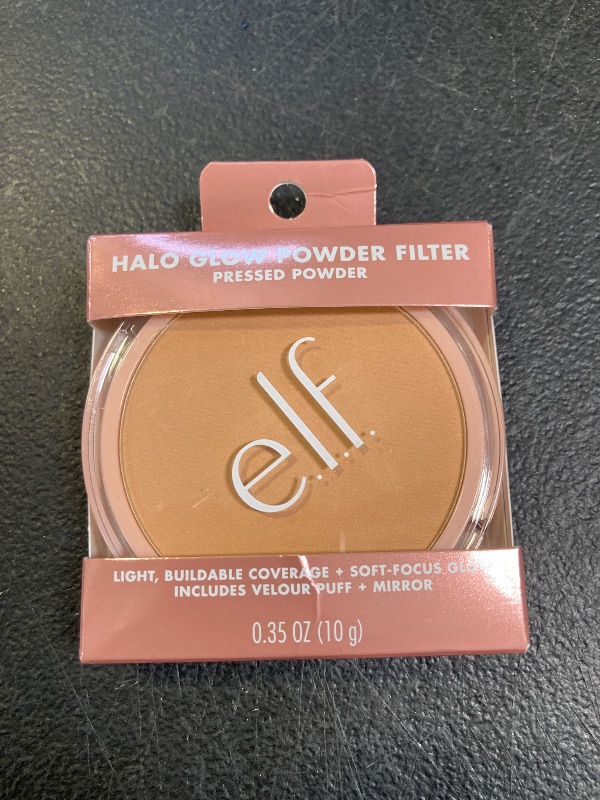 HALO GLOW POWDER FILTER
PRESSED POWDER
e.l.f.
LIGHT, BUILDABLE COVERAGE + SOFT-FOCUS GLOW
INCLUDES VELOUR PUFF + MIRROR
0.35 OZ (10 g)